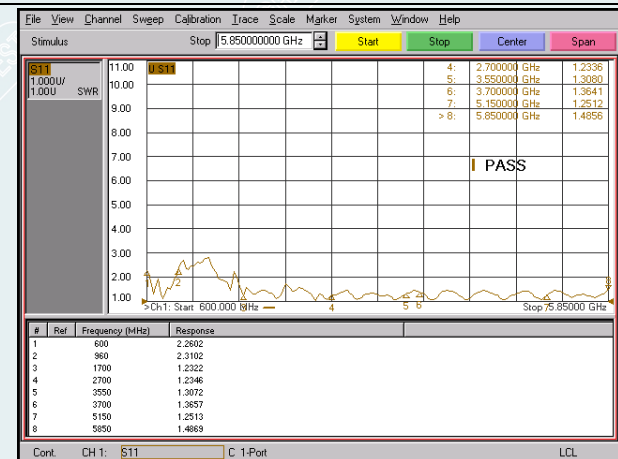 File View Channel Sweep Calibration Trace Scale Marker System Window Help
Stimulus Stop 5.850000000 GHz Start Stop Center Span
S11
1.000U/
1.00U SWR
11.00 U S11
10.00
9.00
8.00
7.00
6.00
5.00
4.00
3.00
2.00
1.00
4: 2.700000 GHz 1.2336
5: 3.550000 GHz 1.3080
6: 3.700000 GHz 1.3641
7: 5.150000 GHz 1.2512
> 8: 5.850000 GHz 1.4856
PASS
1 2 4 5 6 7
>Ch1: Start 600.000 MHz Stop 5.85000 GHz
# Ref Frequency (MHz) Response
1 600 2.2602
2 960 2.3102
3 1700 1.2322
4 2700 1.2346
5 3550 1.3072
6 3700 1.3657
7 5150 1.2513
8 5850 1.4869
Cont. CH 1: S11 C 1-Port LCL